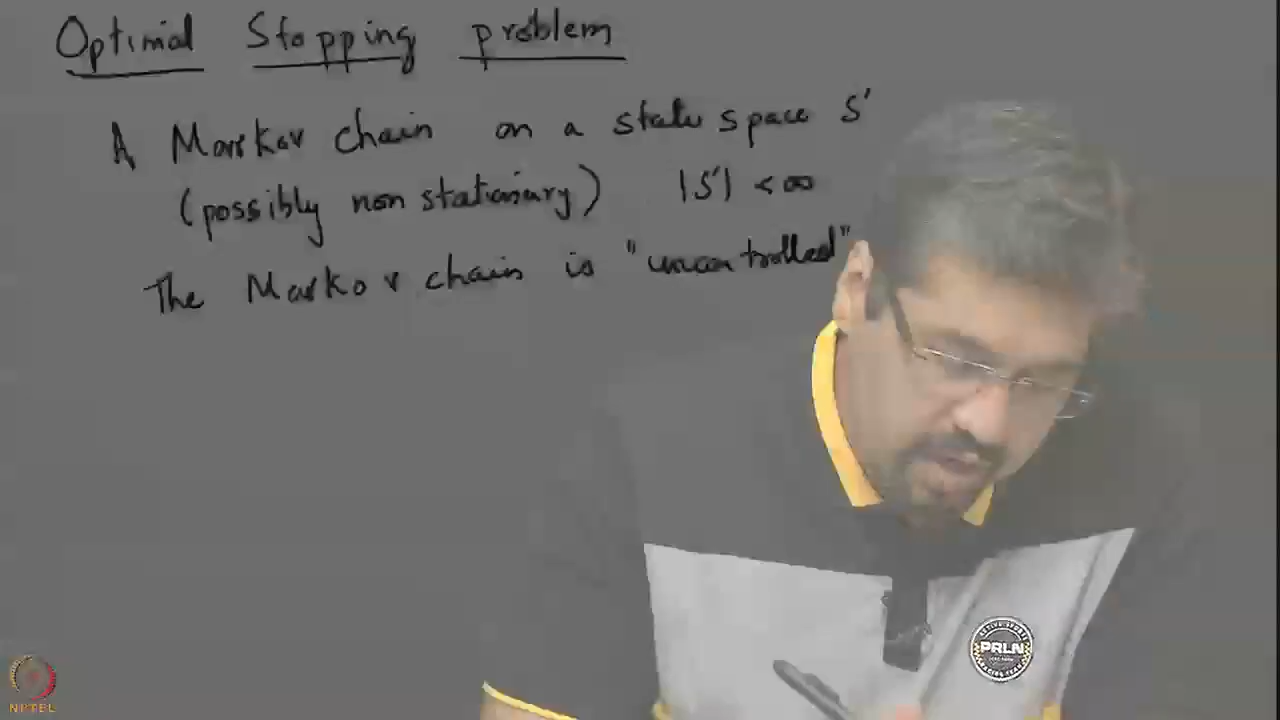 Optimal Stopping problem
A Markov chain on a state space S'
(possibly non stationary) |S'| < ∞
The Markov chain is "uncontrolled"
PRLN
NPTEL